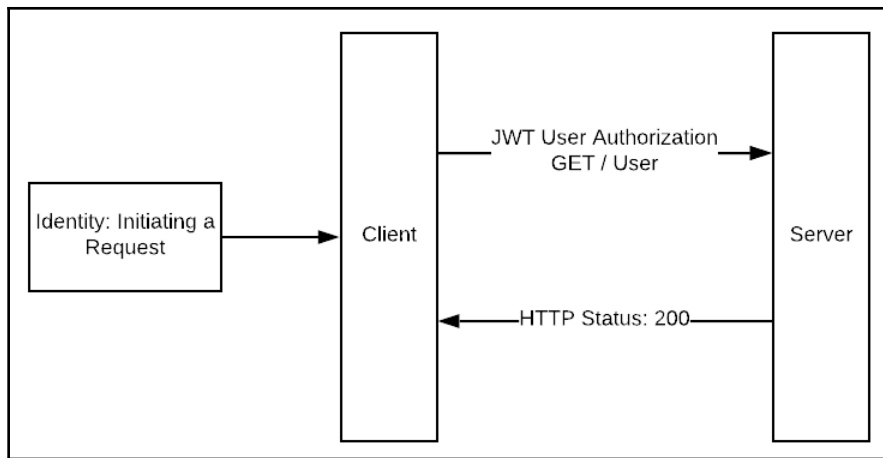 Identity: Initiating a
Request
Client
JWT User Authorization
GET / User
HTTP Status: 200
Server